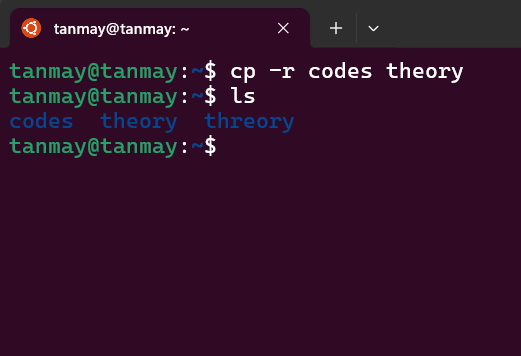 tanmay@tanmay: ~
tanmay@tanmay:~$ cp -r codes theory
tanmay@tanmay:~$ ls
codes  theory  threory
tanmay@tanmay:~$